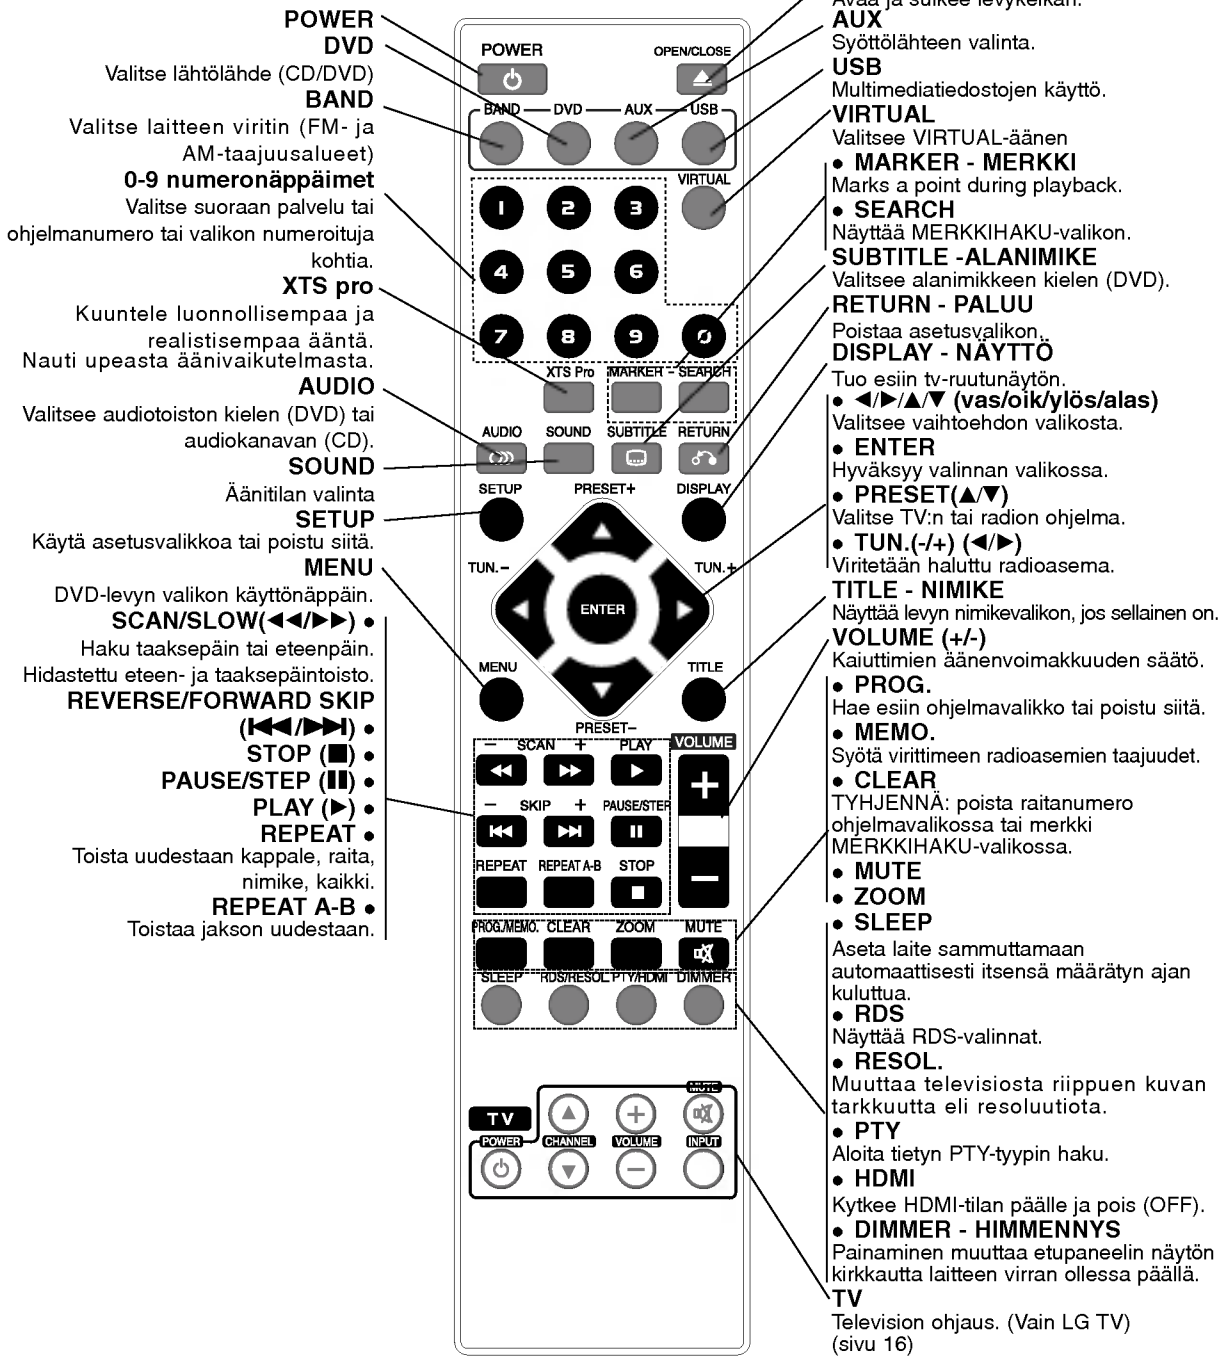 POWER
DVD
Valitse lähtölähde (CD/DVD)
BAND
Valitse laitteen viritin (FM- ja
AM-taajuusalueet)
0-9 numeronäppäimet
Valitse suoraan palvelu tai
ohjelmanumero tai valikon numeroituja
kohtia.
XTS pro
Kuuntele luonnollisempaa ja
realistisempaa ääntä.
Nauti upeasta äänivaikutelmasta.
AUDIO
Valitsee audiotoiston kielen (DVD) tai
audiokanavan (CD).
SOUND
Äänitilan valinta
SETUP
Käytä asetusvalikkoa tai poistu siitä.
MENU
DVD-levyn valikon käyttönäppäin.
SCAN/SLOW(◄◄/►►) ●
Haku taaksepäin tai eteenpäin.
Hidastettu eteen- ja taaksepäintoisto.
REVERSE/FORWARD SKIP
(I◄◄/►►I) ●
STOP (■) ●
PAUSE/STEP (II) ●
PLAY (►) ●
REPEAT ●
Toista uudestaan kappale, raita,
nimike, kaikki.
REPEAT A-B ●
Toistaa jakson uudestaan.
POWER
OPEN/CLOSE
BAND DVD AUX USB
VIRTUAL
1 2 3
4 5 6
7 8 9 0
XTS Pro MARKER - SEARCH
AUDIO SOUND SUBTITLE RETURN
SETUP PRESET+ DISPLAY
TUN.- TUN.+
ENTER
MENU TITLE
PRESET-
- SCAN + PLAY VOLUME
+
- SKIP + PAUSE/STEP
-
REPEAT REPEAT A-B STOP
PROG./MEMO. CLEAR ZOOM MUTE
SLEEP RDS/RESOL PTY/HDMI DIMMER
MUTE
TV
POWER CHANNEL VOLUME INPUT
Avaa ja sulkee levykelkan.
AUX
Syöttölähteen valinta.
USB
Multimediatiedostojen käyttö.
VIRTUAL
Valitsee VIRTUAL-äänen
● MARKER - MERKKI
Marks a point during playback.
● SEARCH
Näyttää MERKKIHAKU-valikon.
SUBTITLE -ALANIMIKE
Valitsee alanimikkeen kielen (DVD).
RETURN - PALUU
Poistaa asetusvalikon.
DISPLAY - NÄYTTÖ
Tuo esiin tv-ruutunäytön.
● ◄/►/▲/▼ (vas/oik/ylös/alas)
Valitsee vaihtoehdon valikosta.
● ENTER
Hyväksyy valinnan valikossa.
● PRESET(▲/▼)
Valitse TV:n tai radion ohjelma.
● TUN.(-/+) (◄/►)
Viritetään haluttu radioasema.
TITLE - NIMIKE
Näyttää levyn nimikevalikon, jos sellainen on.
VOLUME (+/-)
Kaiuttimien äänenvoimakkuuden säätö.
● PROG.
Hae esiin ohjelmavalikko tai poistu siitä.
● MEMO.
Syötä virittimeen radioasemien taajuudet.
● CLEAR
TYHJENNÄ: poista raitanumero
ohjelmavalikossa tai merkki
MERKKIHAKU-valikossa.
● MUTE
● ZOOM
● SLEEP
Aseta laite sammuttamaan
automaattisesti itsensä määrätyn ajan
kuluttua.
● RDS
Näyttää RDS-valinnat.
● RESOL.
Muuttaa televisiosta riippuen kuvan
tarkkuutta eli resoluutiota.
● PTY
Aloita tietyn PTY-tyypin haku.
● HDMI
Kytkee HDMI-tilan päälle ja pois (OFF).
● DIMMER - HIMMENNYS
Painaminen muuttaa etupaneelin näytön
kirkkautta laitteen virran ollessa päällä.
TV
Television ohjaus. (Vain LG TV)
(sivu 16)